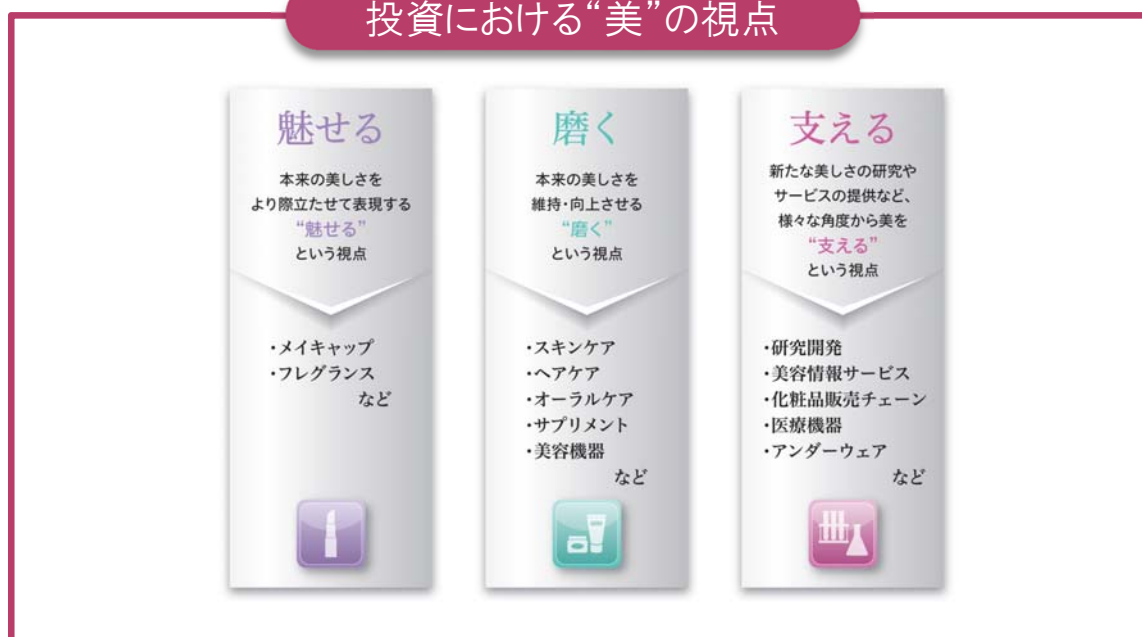 投資における“美”の視点
魅せる
本来の美しさを
より際立たせて表現する
“魅せる”
という視点
・メイキャップ
・フレグランス
など
磨く
本来の美しさを
維持・向上させる
“磨く”
という視点
・スキンケア
・ヘアケア
・オーラルケア
・サプリメント
・美容機器
など
支える
新たな美しさの研究や
サービスの提供など、
様々な角度から美を
“支える”
という視点
・研究開発
・美容情報サービス
・化粧品販売チェーン
・医療機器
・アンダーウェア
など